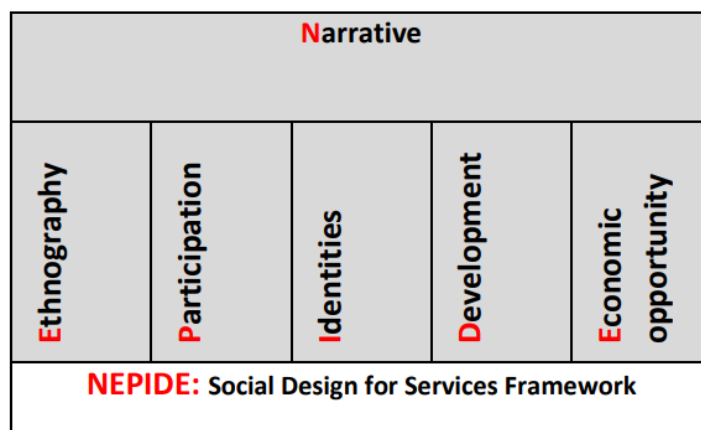 Narrative
Ethnography
Participation
Identities
Development
Economic
opportunity
NEPIDE: Social Design for Services Framework